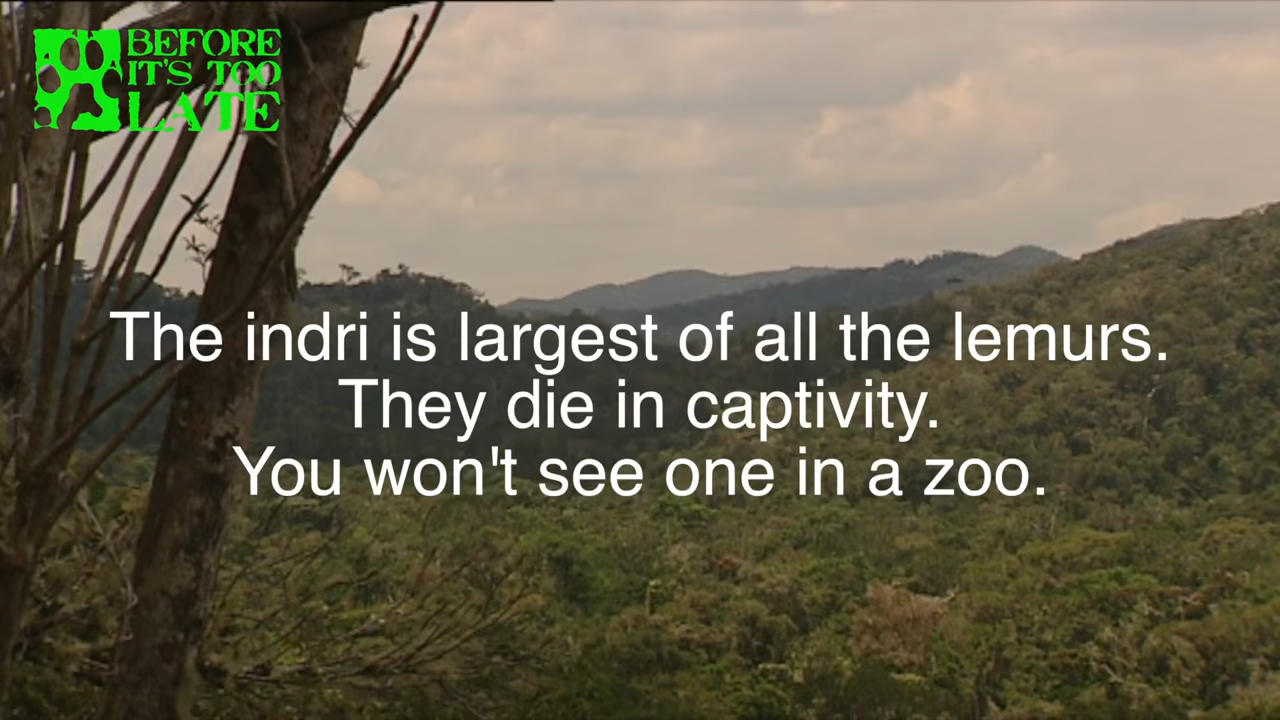 BEFORE
IT'S TOO
LATE
The indri is largest of all the lemurs.
They die in captivity.
You won't see one in a zoo.